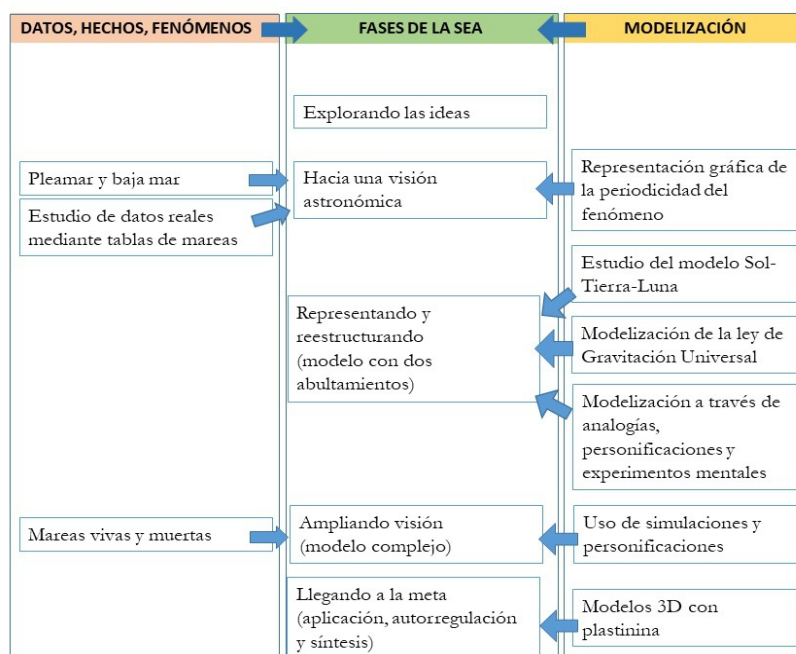 DATOS, HECHOS, FENÓMENOS
FASES DE LA SEA
MODELIZACIÓN
Explorando las ideas
Pleamar y baja mar
Estudio de datos reales
mediante tablas de mareas
Hacia una visión
astronómica
Representación gráfica de
la periodicidad del
fenómeno
Representando y
reestructurando
(modelo con dos
abultamientos)
Estudio del modelo Sol-
Tierra-Luna
Modelización de la ley de
Gravitación Universal
Modelización a través de
analogías,
personificaciones y
experimentos mentales
Mareas vivas y muertas
Ampliando visión
(modelo complejo)
Uso de simulaciones y
personificaciones
Llegando a la meta
(aplicación, autorregulación
y síntesis)
Modelos 3D con
plastinina